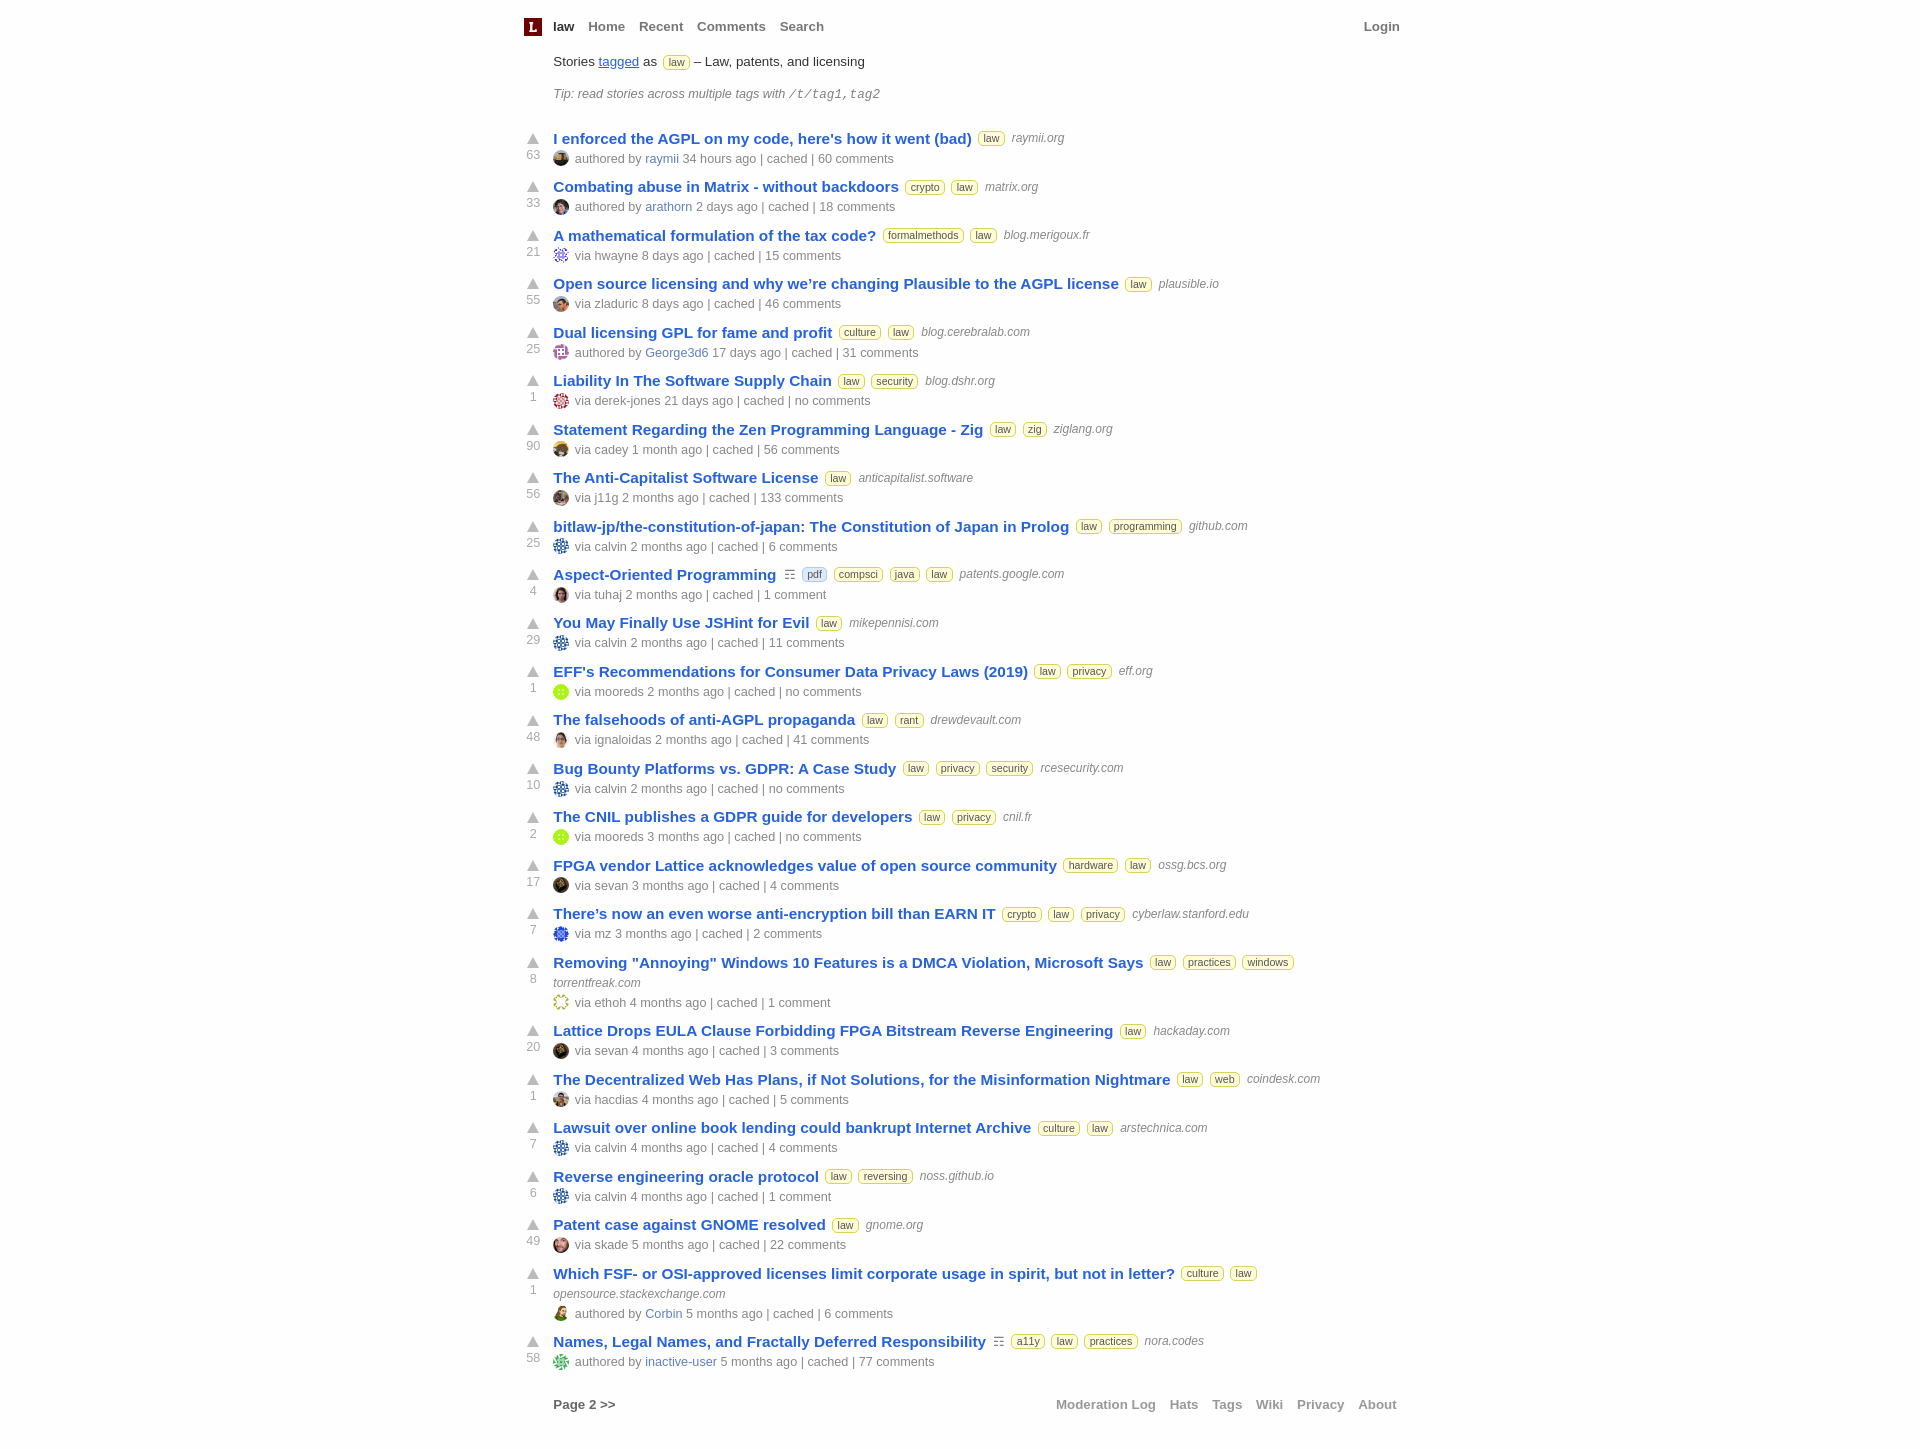 L law Home Recent Comments Search Login
Stories tagged as law – Law, patents, and licensing
Tip: read stories across multiple tags with /t/tag1,tag2
I enforced the AGPL on my code, here's how it went (bad) law raymii.org
63 authored by raymii 34 hours ago | cached | 60 comments
Combating abuse in Matrix - without backdoors crypto law matrix.org
33 authored by arathorn 2 days ago | cached | 18 comments
A mathematical formulation of the tax code? formalmethods law blog.merigoux.fr
21 via hwayne 8 days ago | cached | 15 comments
Open source licensing and why we’re changing Plausible to the AGPL license law plausible.io
55 via zladuric 8 days ago | cached | 46 comments
Dual licensing GPL for fame and profit culture law blog.cerebralab.com
25 authored by George3d6 17 days ago | cached | 31 comments
Liability In The Software Supply Chain law security blog.dshr.org
1 via derek-jones 21 days ago | cached | no comments
Statement Regarding the Zen Programming Language - Zig law zig ziglang.org
90 via cadey 1 month ago | cached | 56 comments
The Anti-Capitalist Software License law anticapitalist.software
56 via j11g 2 months ago | cached | 133 comments
bitlaw-jp/the-constitution-of-japan: The Constitution of Japan in Prolog law programming github.com
25 via calvin 2 months ago | cached | 6 comments
Aspect-Oriented Programming ☶ pdf compsci java law patents.google.com
4 via tuhaj 2 months ago | cached | 1 comment
You May Finally Use JSHint for Evil law mikepennisi.com
29 via calvin 2 months ago | cached | 11 comments
EFF's Recommendations for Consumer Data Privacy Laws (2019) law privacy eff.org
1 via mooreds 2 months ago | cached | no comments
The falsehoods of anti-AGPL propaganda law rant drewdevault.com
48 via ignaloidas 2 months ago | cached | 41 comments
Bug Bounty Platforms vs. GDPR: A Case Study law privacy security rcesecurity.com
10 via calvin 2 months ago | cached | no comments
The CNIL publishes a GDPR guide for developers law privacy cnil.fr
2 via mooreds 3 months ago | cached | no comments
FPGA vendor Lattice acknowledges value of open source community hardware law ossg.bcs.org
17 via sevan 3 months ago | cached | 4 comments
There’s now an even worse anti-encryption bill than EARN IT crypto law privacy cyberlaw.stanford.edu
7 via mz 3 months ago | cached | 2 comments
Removing "Annoying" Windows 10 Features is a DMCA Violation, Microsoft Says law practices windows
8 torrentfreak.com
via ethoh 4 months ago | cached | 1 comment
Lattice Drops EULA Clause Forbidding FPGA Bitstream Reverse Engineering law hackaday.com
20 via sevan 4 months ago | cached | 3 comments
The Decentralized Web Has Plans, if Not Solutions, for the Misinformation Nightmare law web coindesk.com
1 via hacdias 4 months ago | cached | 5 comments
Lawsuit over online book lending could bankrupt Internet Archive culture law arstechnica.com
7 via calvin 4 months ago | cached | 4 comments
Reverse engineering oracle protocol law reversing noss.github.io
6 via calvin 4 months ago | cached | 1 comment
Patent case against GNOME resolved law gnome.org
49 via skade 5 months ago | cached | 22 comments
Which FSF- or OSI-approved licenses limit corporate usage in spirit, but not in letter? culture law
1 opensource.stackexchange.com
authored by Corbin 5 months ago | cached | 6 comments
Names, Legal Names, and Fractally Deferred Responsibility ☶ a11y law practices nora.codes
58 authored by inactive-user 5 months ago | cached | 77 comments
Page 2 >> Moderation Log Hats Tags Wiki Privacy About